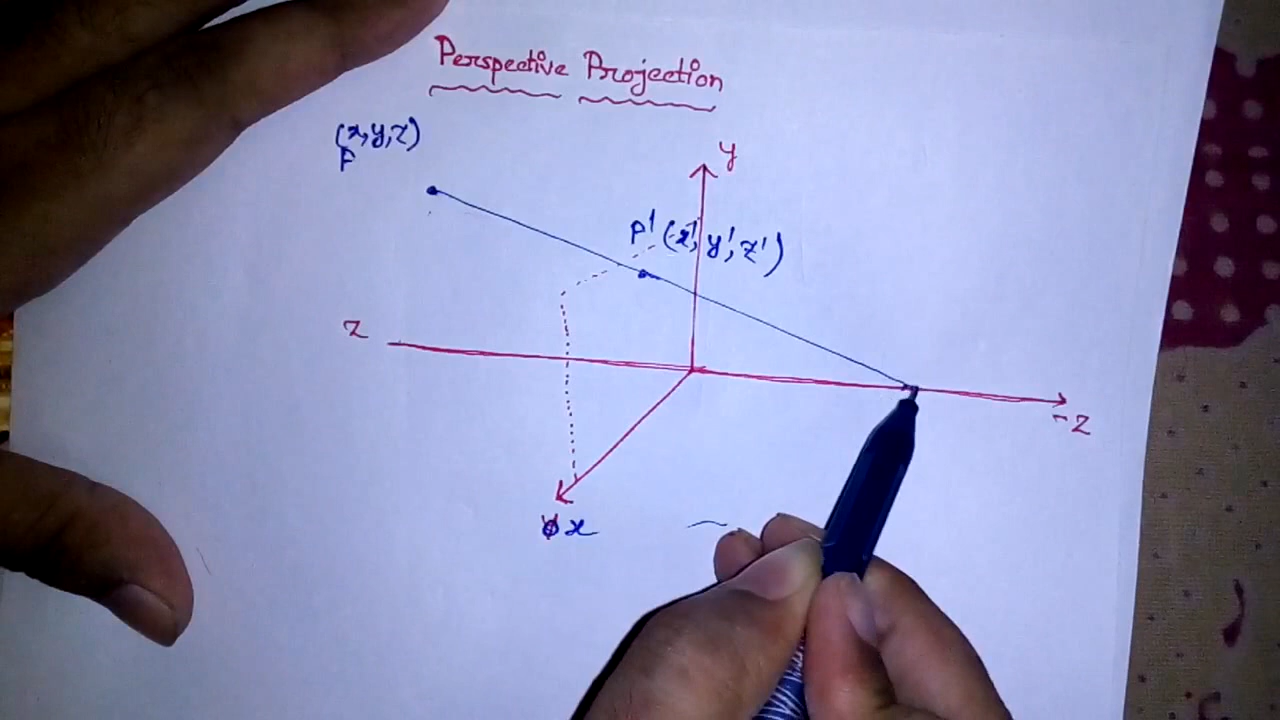 Perspective Projection
(x,y,z)
P
y
P' (x', y', z')
z
-z
x